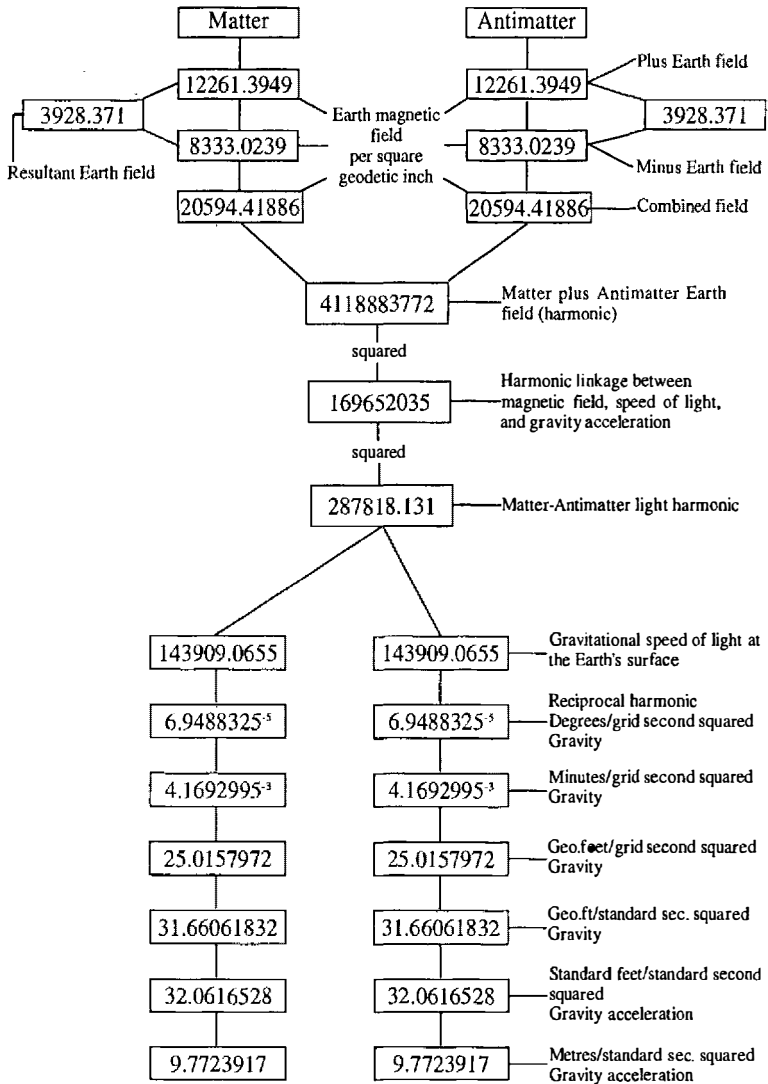 Matter
Antimatter
12261.3949
12261.3949
Plus Earth field
3928.371
Earth magnetic
field
per square
geodetic inch
3928.371
8333.0239
8333.0239
Resultant Earth field
Minus Earth field
20594.41886
20594.41886
Combined field
4118883772
Matter plus Antimatter Earth
field (harmonic)
squared
169652035
Harmonic linkage between
magnetic field, speed of light,
and gravity acceleration
squared
287818.131
Matter-Antimatter light harmonic
143909.0655
143909.0655
Gravitational speed of light at
the Earth's surface
6.9488325⁻⁵
6.9488325⁻⁵
Reciprocal harmonic
Degrees/grid second squared
Gravity
4.1692995⁻³
4.1692995⁻³
Minutes/grid second squared
Gravity
25.0157972
25.0157972
Geo.feet/grid second squared
Gravity
31.66061832
31.66061832
Geo.ft/standard sec. squared
Gravity
32.0616528
32.0616528
Standard feet/standard second
squared
Gravity acceleration
9.7723917
9.7723917
Metres/standard sec. squared
Gravity acceleration